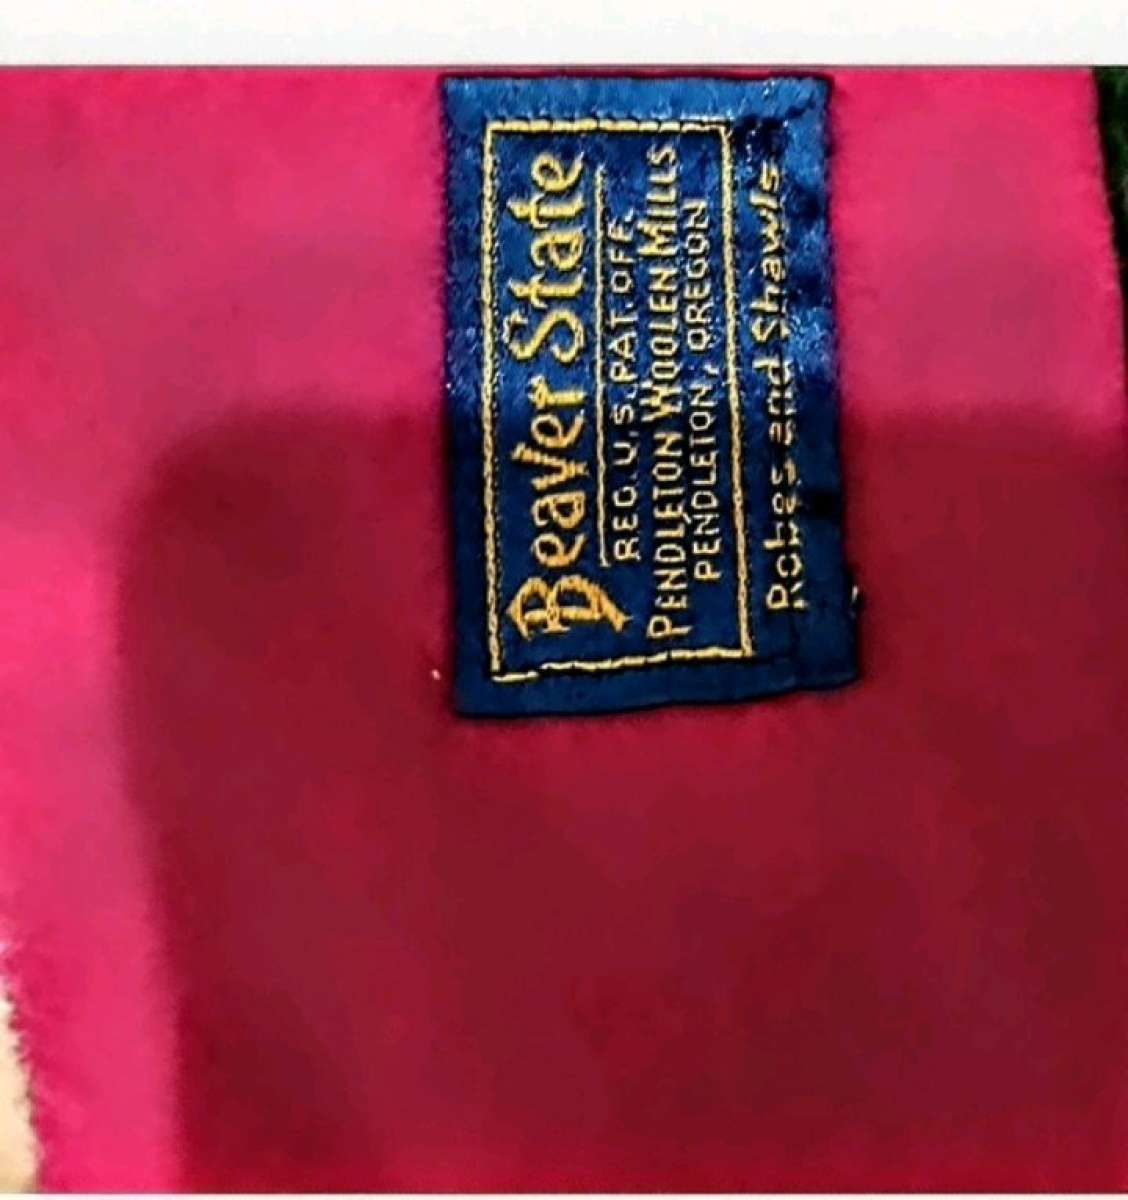 Beaver State
REG. U.S. PAT. OFF.
PENDLETON WOOLEN MILLS
PENDLETON, OREGON
Robes and Shawls